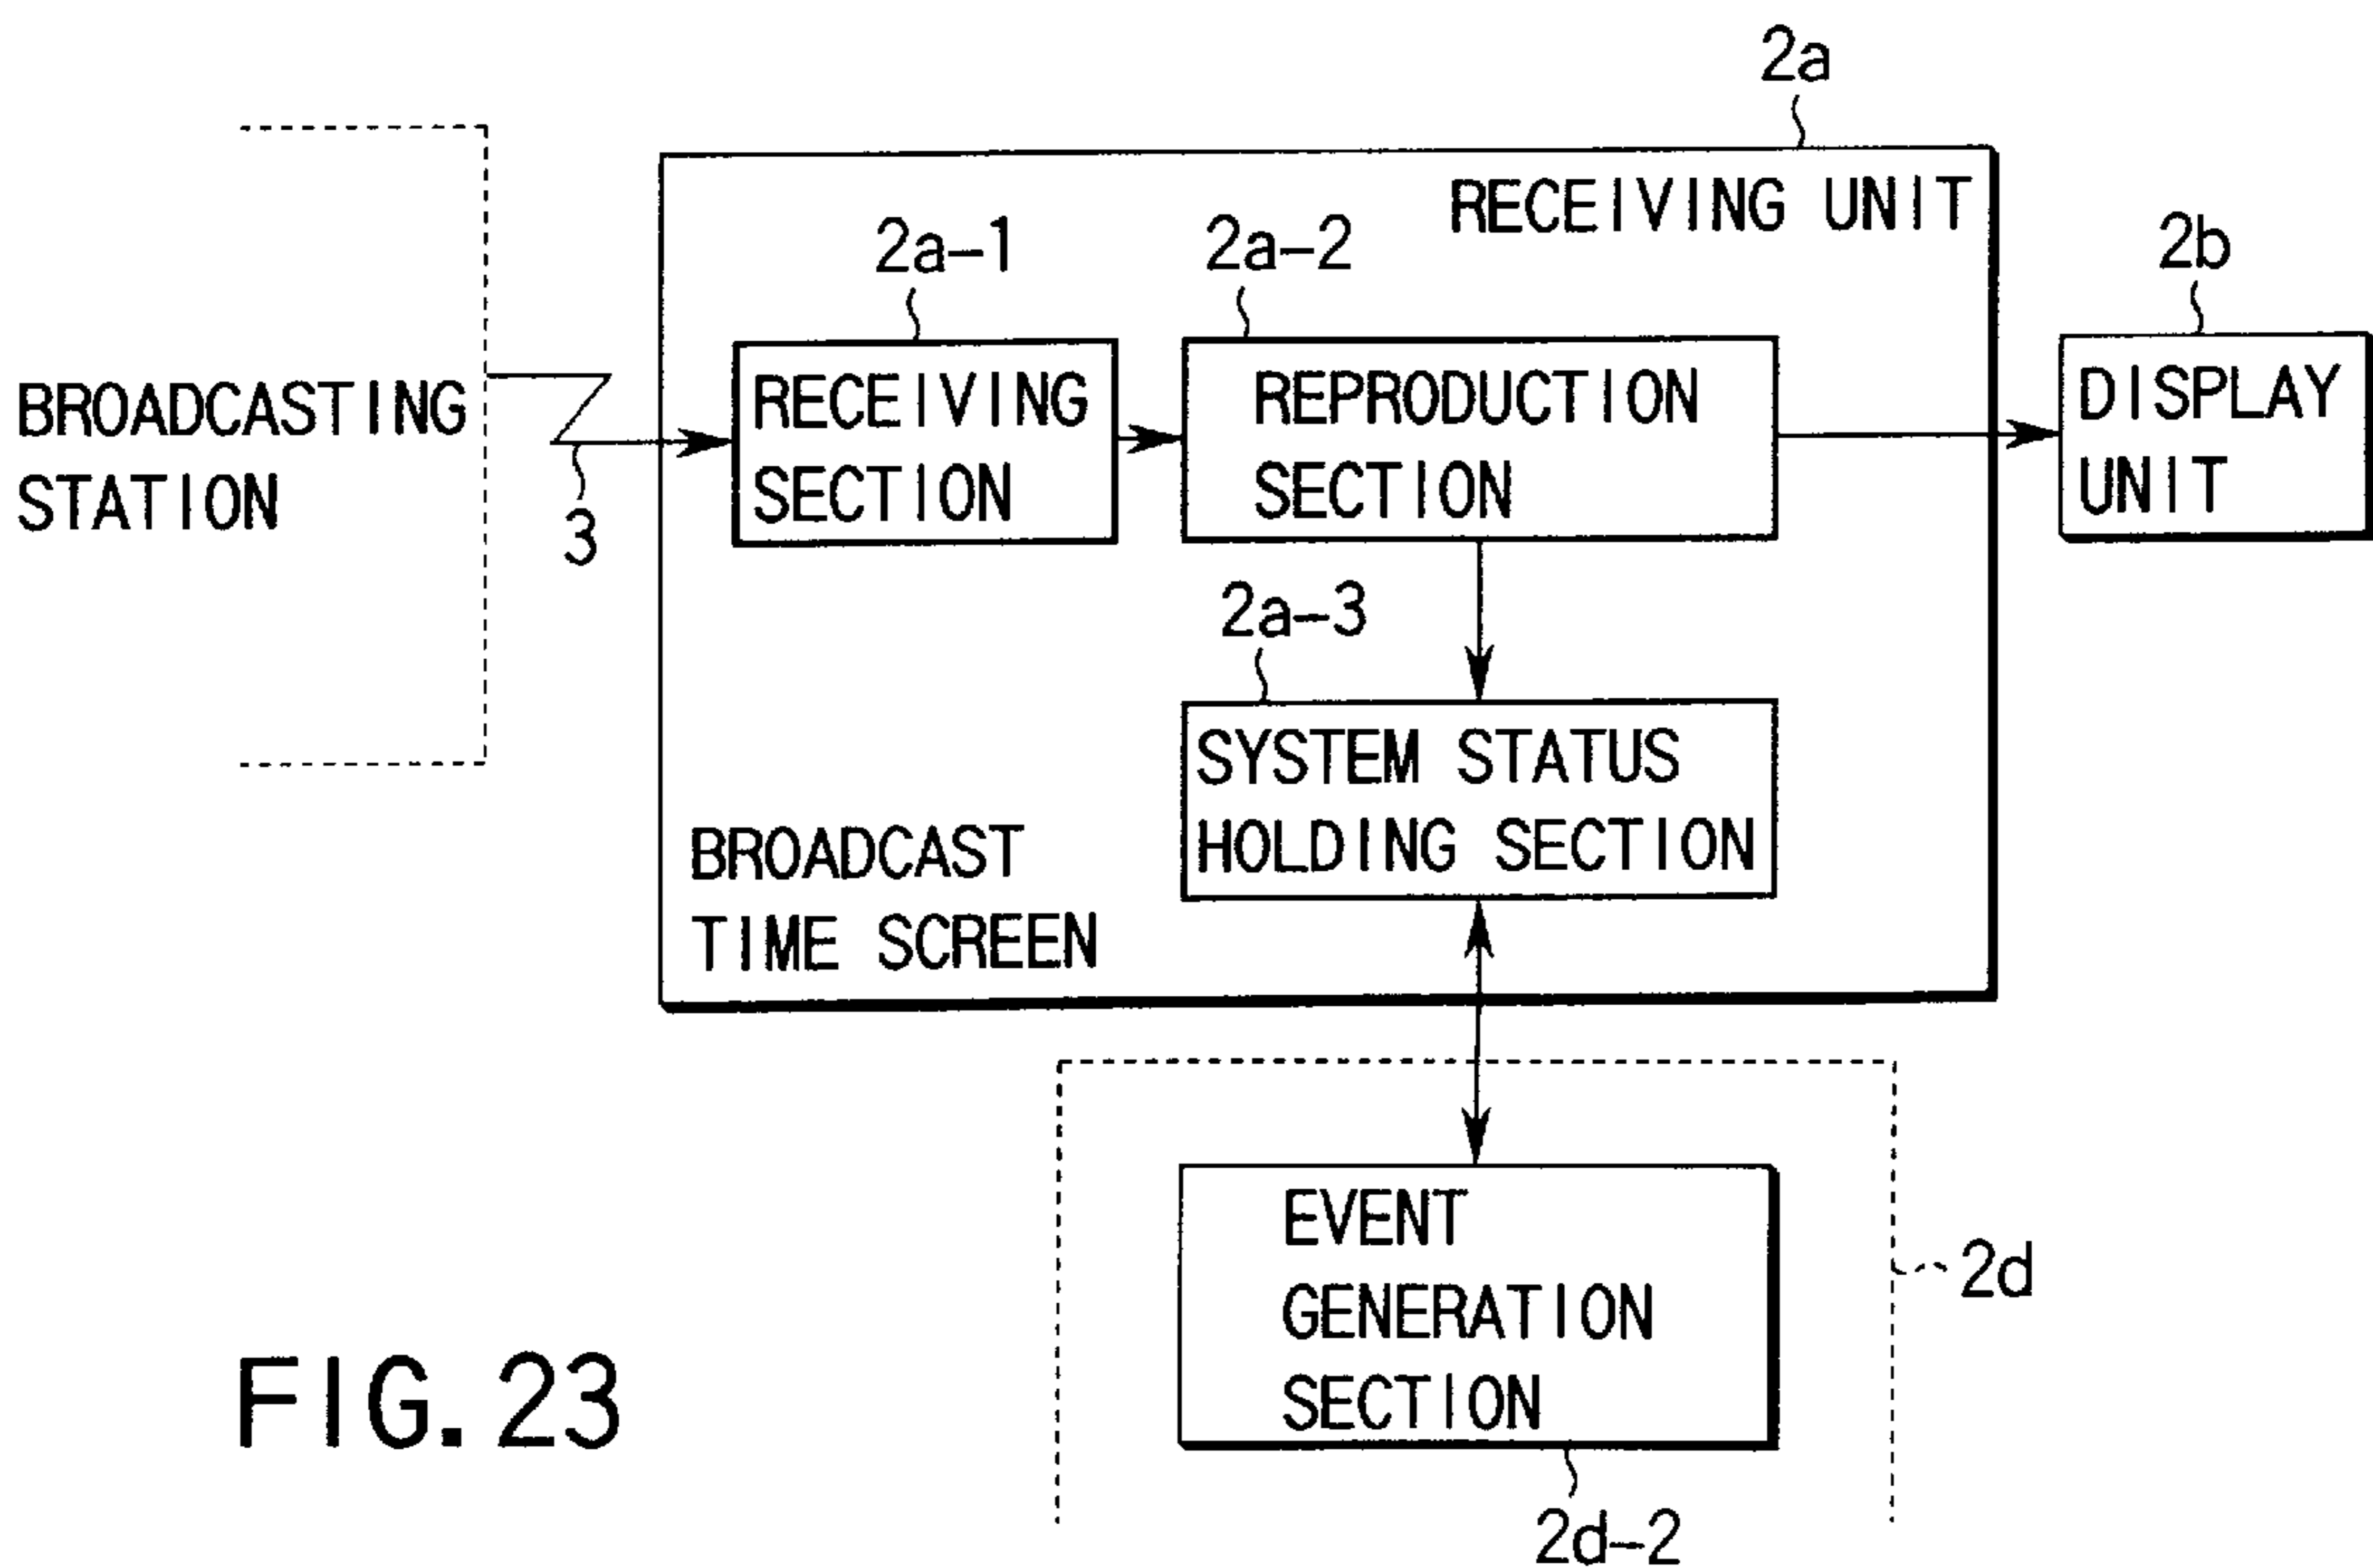 2a
RECEIVING UNIT
2a-1
2a-2
2b
BROADCASTING
STATION
3
RECEIVING
SECTION
REPRODUCTION
SECTION
DISPLAY
UNIT
2a-3
SYSTEM STATUS
HOLDING SECTION
BROADCAST
TIME SCREEN
EVENT
GENERATION
SECTION
2d
2d-2
FIG. 23